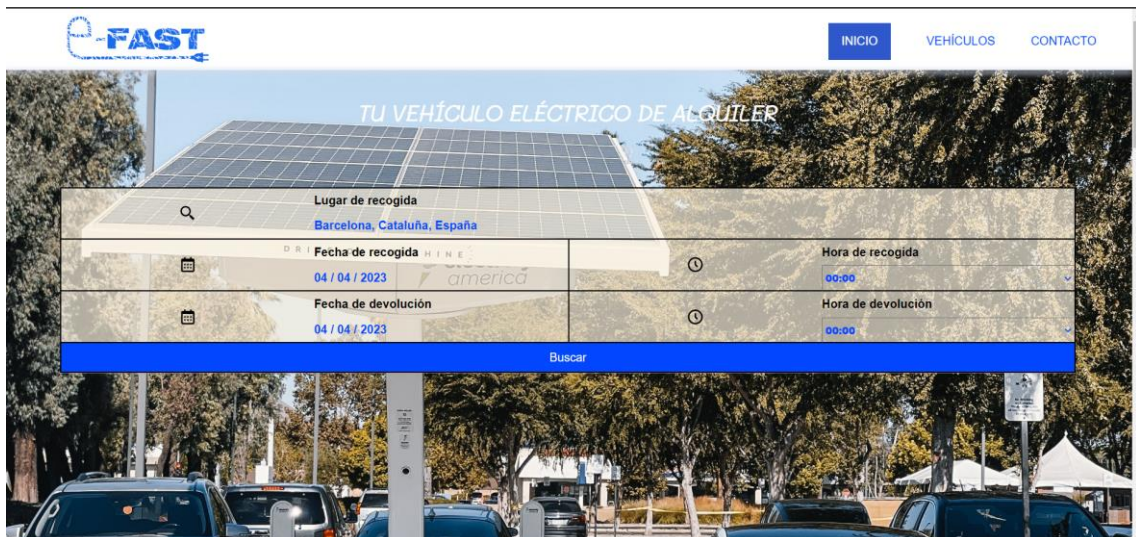 e-FAST
INICIO VEHÍCULOS CONTACTO
TU VEHÍCULO ELÉCTRICO DE ALQUILER
Lugar de recogida
Barcelona, Cataluña, España
Fecha de recogida
04 / 04 / 2023
Hora de recogida
00:00
america
Fecha de devolución
04 / 04 / 2023
Hora de devolución
00:00
Buscar